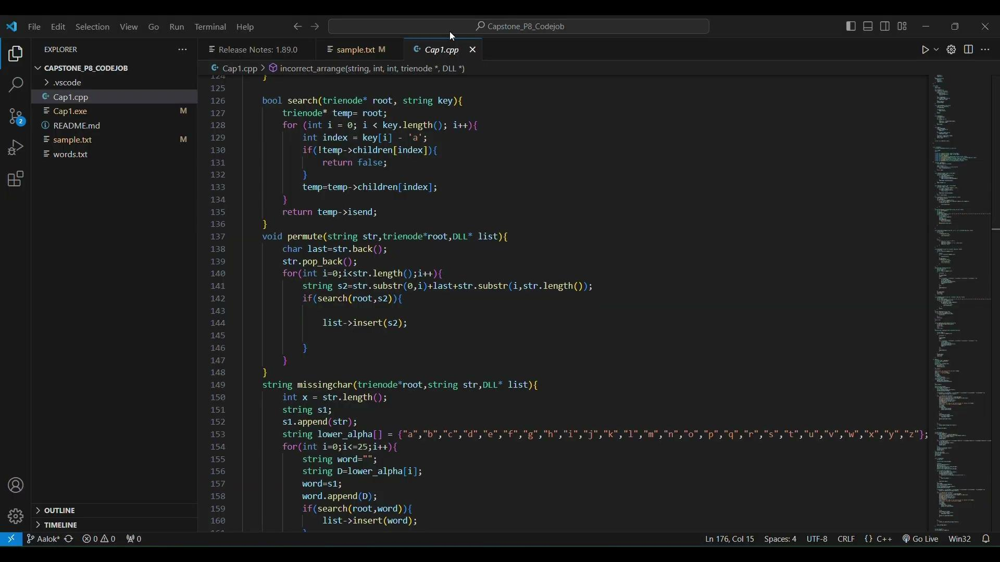 File Edit Selection View Go Run Terminal Help
Capstone_P8_Codejob
EXPLORER
CAPSTONE_P8_CODEJOB
.vscode
Cap1.cpp
Cap1.exe M
README.md
sample.txt M
words.txt
OUTLINE
TIMELINE
2
Release Notes: 1.89.0 sample.txt M Cap1.cpp
Cap1.cpp > incorrect_arrange(string, int, int, trienode *, DLL *)
124 }
125
126 bool search(trienode* root, string key){
127 trienode* temp= root;
128 for (int i = 0; i < key.length(); i++){
129 int index = key[i] - 'a';
130 if(!temp->children[index]){
131 return false;
132 }
133 temp=temp->children[index];
134 }
135 return temp->isend;
136 }
137 void permute(string str,trienode*root,DLL* list){
138 char last=str.back();
139 str.pop_back();
140 for(int i=0;i<str.length();i++){
141 string s2=str.substr(0,i)+last+str.substr(i,str.length());
142 if(search(root,s2)){
143
144 list->insert(s2);
145
146 }
147 }
148 }
149 string missingchar(trienode*root,string str,DLL* list){
150 int x = str.length();
151 string s1;
152 s1.append(str);
153 string lower_alpha[] = {"a","b","c","d","e","f","g","h","i","j","k","l","m","n","o","p","q","r","s","t","u","v","w","x","y","z"};
154 for(int i=0;i<=25;i++){
155 string word="";
156 string D=lower_alpha[i];
157 word=s1;
158 word.append(D);
159 if(search(root,word)){
160 list->insert(word);
Aalok* 0 0 0 Ln 176, Col 15 Spaces: 4 UTF-8 CRLF {} C++ Go Live Win32